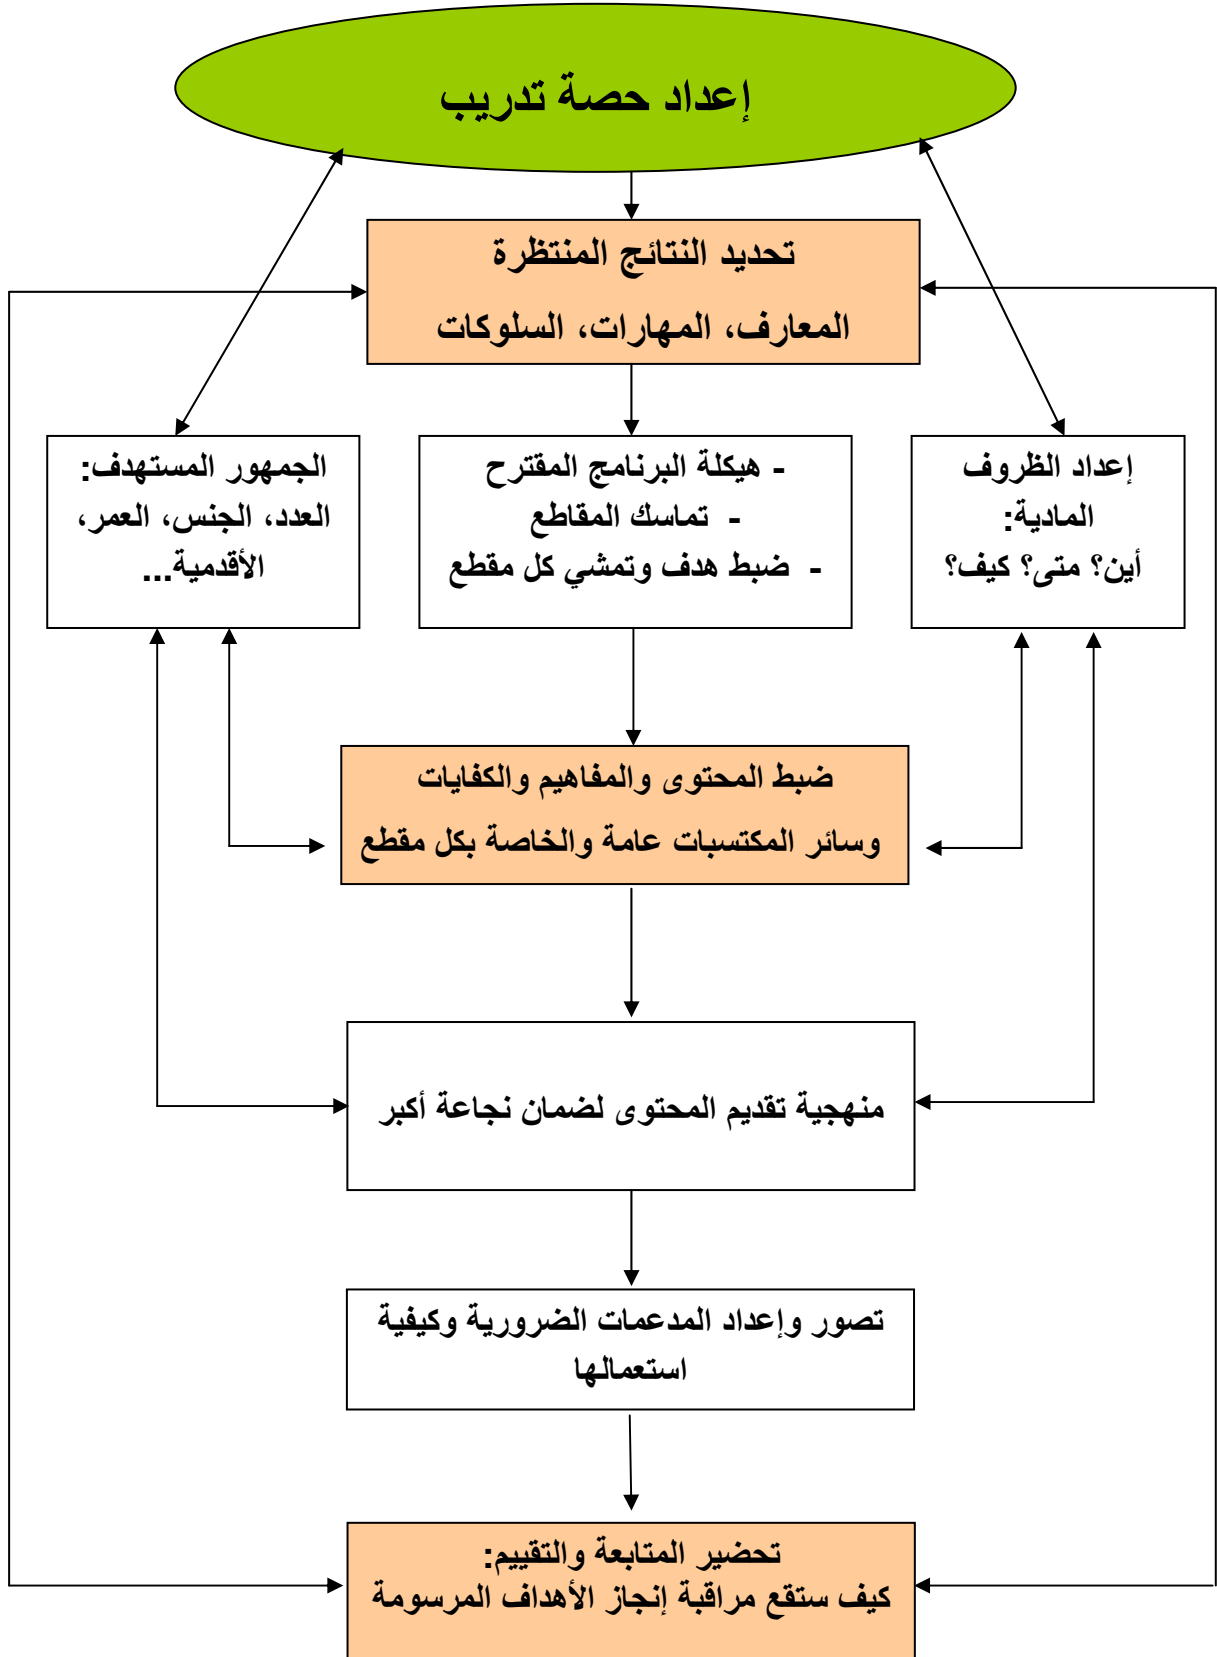 إعداد حصة تدريب
تحديد النتائج المنتظرة
المعارف، المهارات، السلوكات
إعداد الظروف
المادية:
أين؟ متى؟ كيف؟
- هيكلة البرنامج المقترح
- تماسك المقاطع
- ضبط هدف وتمشي كل مقطع
الجمهور المستهدف:
العدد، الجنس، العمر،
الأقدمية...
ضبط المحتوى والمفاهيم والكفايات
وسائر المكتسبات عامة والخاصة بكل مقطع
منهجية تقديم المحتوى لضمان نجاعة أكبر
تصور وإعداد المدعمات الضرورية وكيفية
استعمالها
تحضير المتابعة والتقييم:
كيف ستقع مراقبة إنجاز الأهداف المرسومة